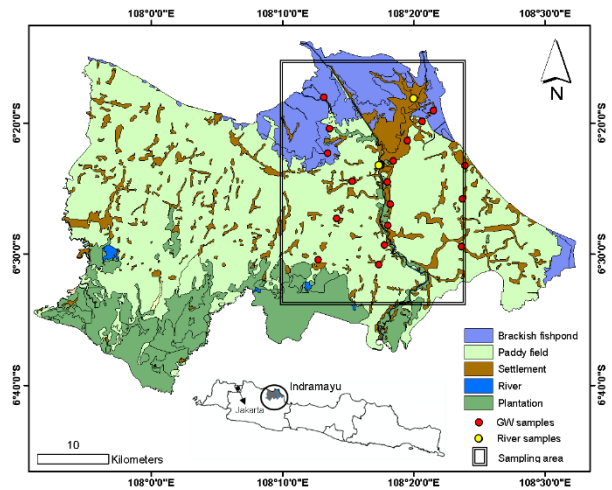 108°0'0"E 108°10'0"E 108°20'0"E 108°30'0"E
N
6°20'0"S 6°20'0"S
6°30'0"S 6°30'0"S
6°40'0"S 6°40'0"S
Brackish fishpond
Paddy field
Settlement
River
Plantation
GW samples
River samples
Sampling area
Indramayu
Jakarta
10
Kilometers
108°0'0"E 108°10'0"E 108°20'0"E 108°30'0"E